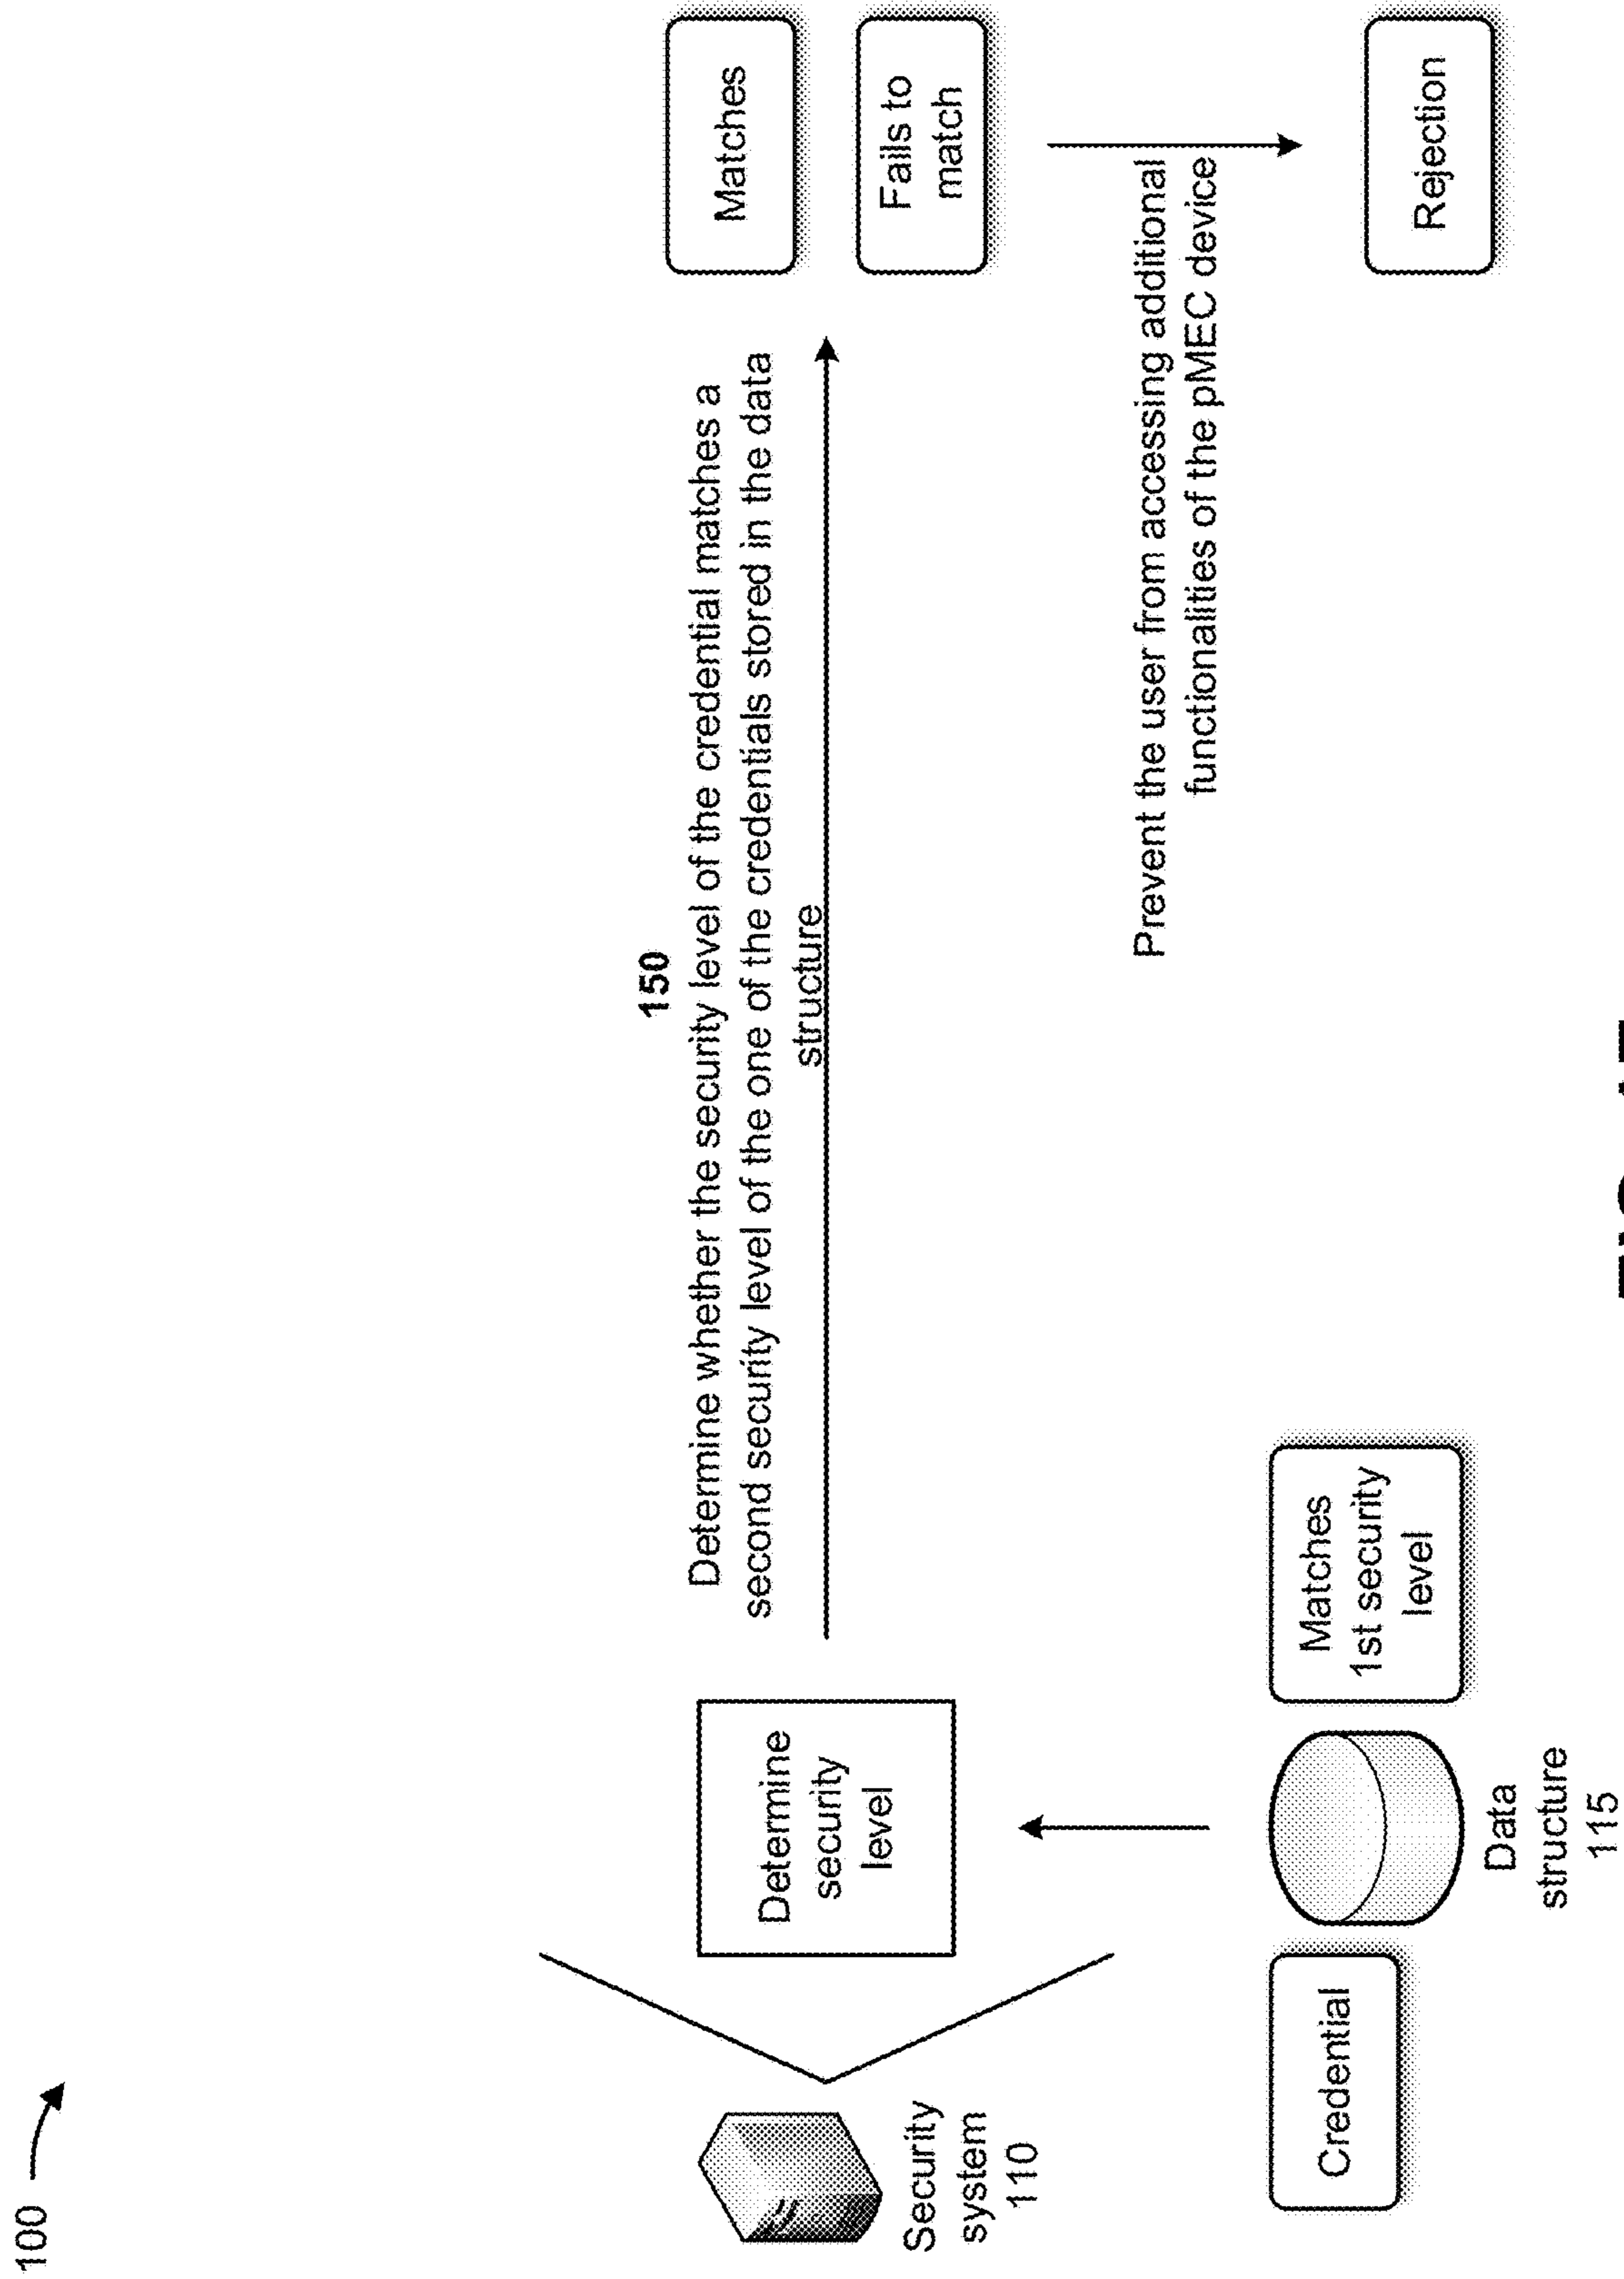 100
150
Determine whether the security level of the credential matches a
second security level of the one of the credentials stored in the data
structure
Matches
Fails to
match
Determine
security
level
Security
system
110
Prevent the user from accessing additional
functionalities of the pMEC device
Rejection
Credential
Data
structure
115
Matches
1st security
level